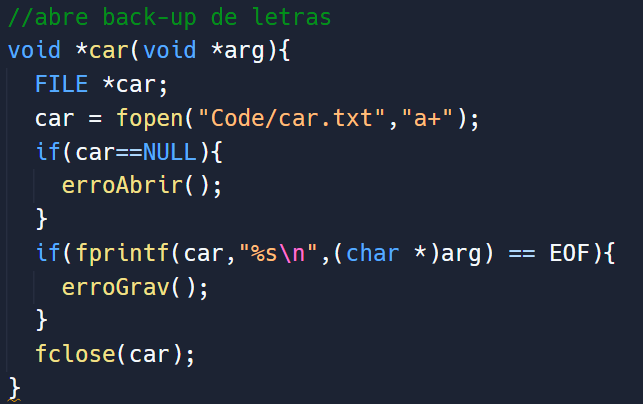 //abre back-up de letras
void *car(void *arg){
FILE *car;
car = fopen("Code/car.txt","a+");
if(car==NULL){
erroAbrir();
}
if(fprintf(car,"%s\n",(char *)arg) == EOF){
erroGrav();
}
fclose(car);
}